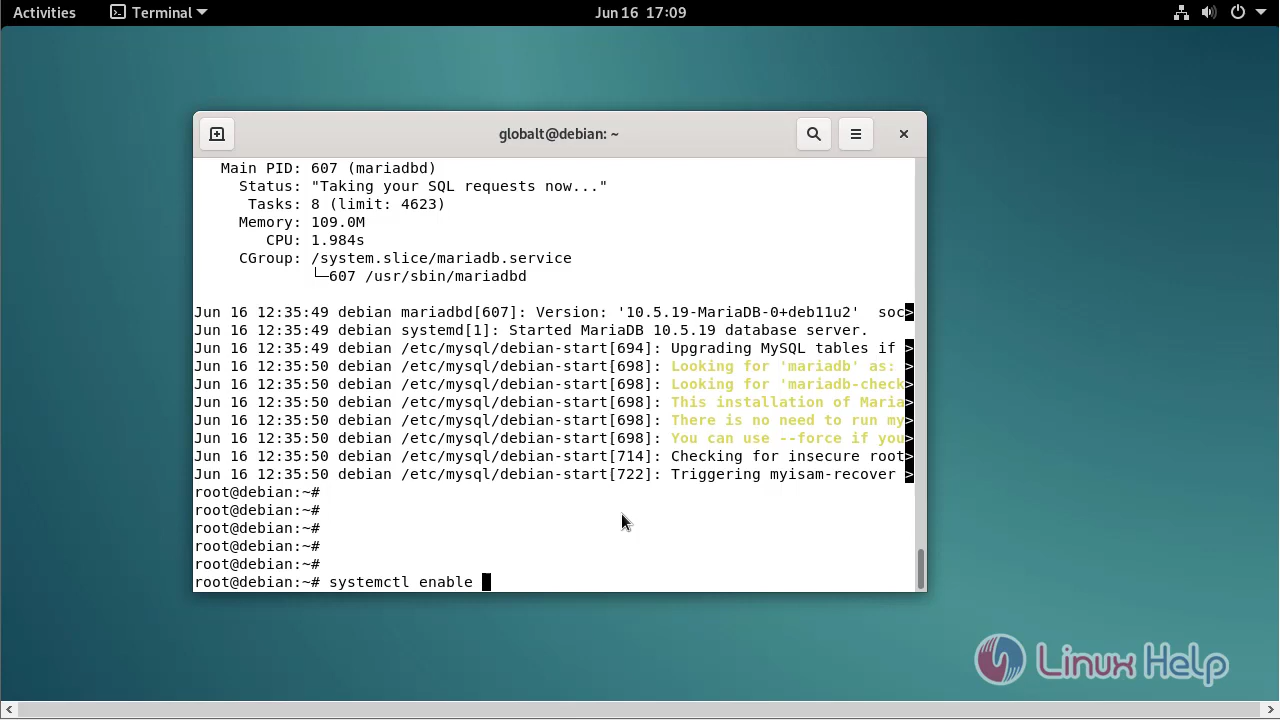 Activities Terminal Jun 16 17:09
globalt@debian: ~
Main PID: 607 (mariadbd)
Status: "Taking your SQL requests now..."
Tasks: 8 (limit: 4623)
Memory: 109.0M
CPU: 1.984s
CGroup: /system.slice/mariadb.service
└─607 /usr/sbin/mariadbd
Jun 16 12:35:49 debian mariadbd[607]: Version: '10.5.19-MariaDB-0+deb11u2'  soc>
Jun 16 12:35:49 debian systemd[1]: Started MariaDB 10.5.19 database server.
Jun 16 12:35:49 debian /etc/mysql/debian-start[694]: Upgrading MySQL tables if >
Jun 16 12:35:50 debian /etc/mysql/debian-start[698]: Looking for 'mariadb' as: >
Jun 16 12:35:50 debian /etc/mysql/debian-start[698]: Looking for 'mariadb-check>
Jun 16 12:35:50 debian /etc/mysql/debian-start[698]: This installation of Maria>
Jun 16 12:35:50 debian /etc/mysql/debian-start[698]: There is no need to run my>
Jun 16 12:35:50 debian /etc/mysql/debian-start[698]: You can use --force if you>
Jun 16 12:35:50 debian /etc/mysql/debian-start[714]: Checking for insecure root>
Jun 16 12:35:50 debian /etc/mysql/debian-start[722]: Triggering myisam-recover >
root@debian:~#
root@debian:~#
root@debian:~#
root@debian:~#
root@debian:~#
root@debian:~# systemctl enable
Linux Help